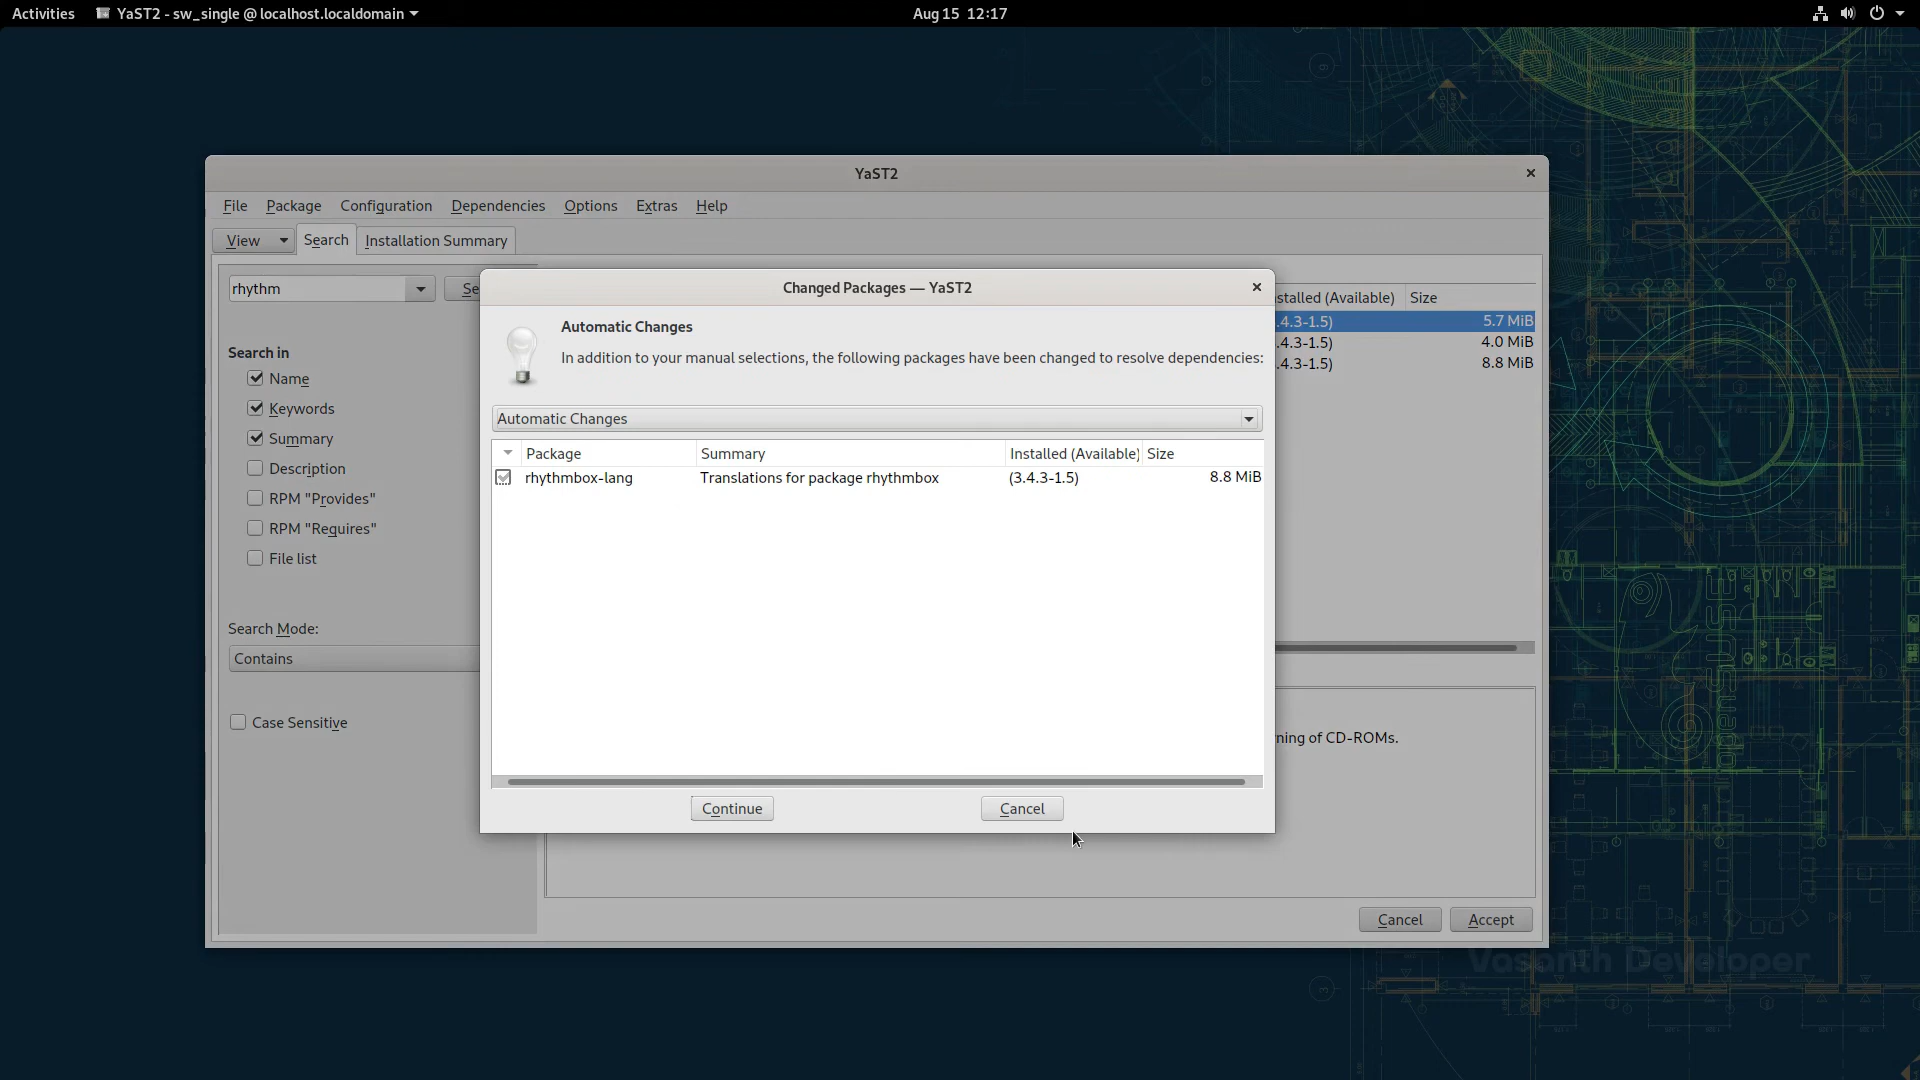 Activities YaST2 - sw_single @ localhost.localdomain Aug 15 12:17
YaST2
File Package Configuration Dependencies Options Extras Help
View Search Installation Summary
rhythm Se
Search in
Name
Keywords
Summary
Description
RPM "Provides"
RPM "Requires"
File list
Search Mode:
Contains
Case Sensitive
stalled (Available) Size
.4.3-1.5) 5.7 MiB
.4.3-1.5) 4.0 MiB
.4.3-1.5) 8.8 MiB
ning of CD-ROMs.
Cancel Accept
Changed Packages — YaST2
Automatic Changes
In addition to your manual selections, the following packages have been changed to resolve dependencies:
Automatic Changes
Package Summary Installed (Available) Size
rhythmbox-lang Translations for package rhythmbox (3.4.3-1.5) 8.8 MiB
Continue Cancel
openSUSE
Vasanth Developer